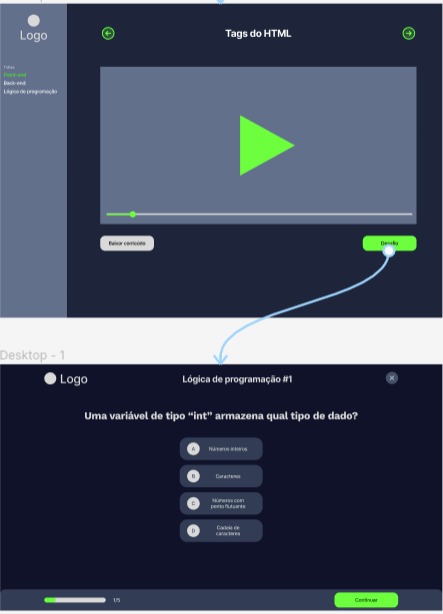 Logo
Tags do HTML
Trilhas
Front-end
Back-end
Lógica de programação
Baixar conteúdo
Desafio
Desktop - 1
Logo
Lógica de programação #1
Uma variável de tipo “int” armazena qual tipo de dado?
A Números inteiros
B Caracteres
C Números com
ponto flutuante
D Cadeia de
caracteres
1/5
Continuar